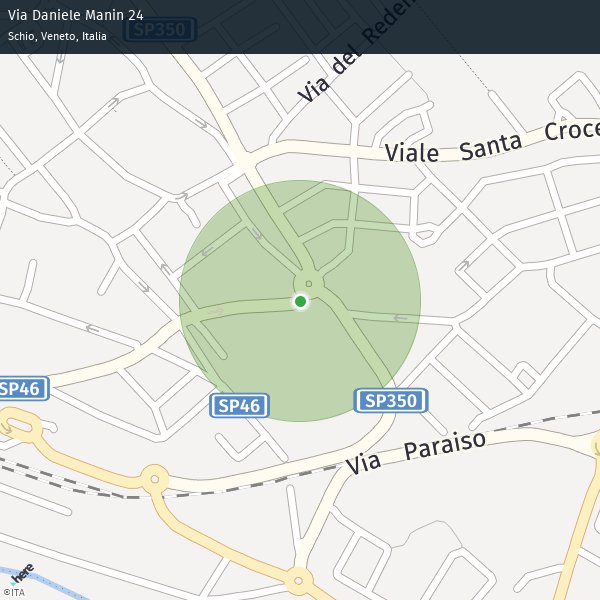 Via Daniele Manin 24
Schio, Veneto, Italia
SP350
Via del Reden
Viale Santa Croce
SP46
SP46
SP350
Via Paraiso
here
©ITA